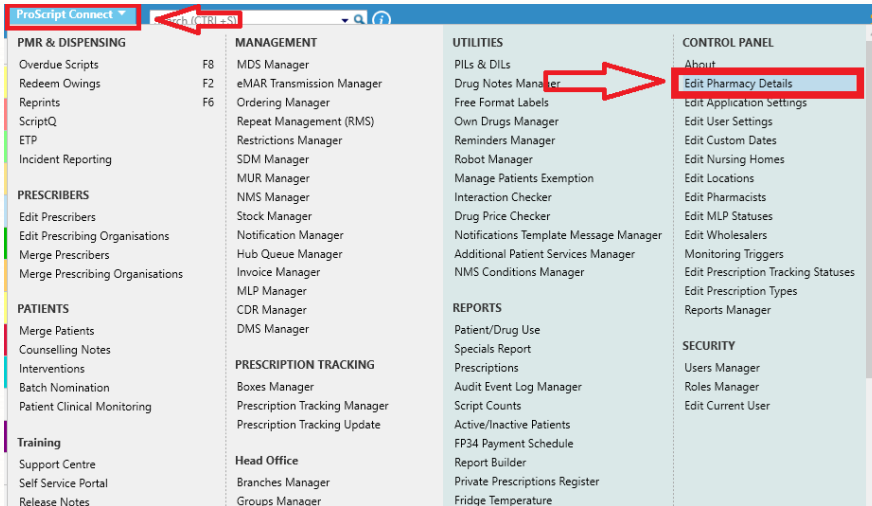 ProScript Connect
Search (CTRL+S)
PMR & DISPENSING
Overdue Scripts F8
Redeem Owings F2
Reprints F6
ScriptQ
ETP
Incident Reporting
PRESCRIBERS
Edit Prescribers
Edit Prescribing Organisations
Merge Prescribers
Merge Prescribing Organisations
PATIENTS
Merge Patients
Counselling Notes
Interventions
Batch Nomination
Patient Clinical Monitoring
Training
Support Centre
Self Service Portal
Release Notes
MANAGEMENT
MDS Manager
eMAR Transmission Manager
Ordering Manager
Repeat Management (RMS)
Restrictions Manager
SDM Manager
MUR Manager
NMS Manager
Stock Manager
Notification Manager
Hub Queue Manager
Invoice Manager
MLP Manager
CDR Manager
DMS Manager
PRESCRIPTION TRACKING
Boxes Manager
Prescription Tracking Manager
Prescription Tracking Update
Head Office
Branches Manager
Groups Manager
UTILITIES
PILs & DILs
Drug Notes Manager
Free Format Labels
Own Drugs Manager
Reminders Manager
Robot Manager
Manage Patients Exemption
Interaction Checker
Drug Price Checker
Notifications Template Message Manager
Additional Patient Services Manager
NMS Conditions Manager
REPORTS
Patient/Drug Use
Specials Report
Prescriptions
Audit Event Log Manager
Script Counts
Active/Inactive Patients
FP34 Payment Schedule
Report Builder
Private Prescriptions Register
Fridge Temperature
CONTROL PANEL
About
Edit Pharmacy Details
Edit Application Settings
Edit User Settings
Edit Custom Dates
Edit Nursing Homes
Edit Locations
Edit Pharmacists
Edit MLP Statuses
Edit Wholesalers
Monitoring Triggers
Edit Prescription Tracking Statuses
Edit Prescription Types
Reports Manager
SECURITY
Users Manager
Roles Manager
Edit Current User